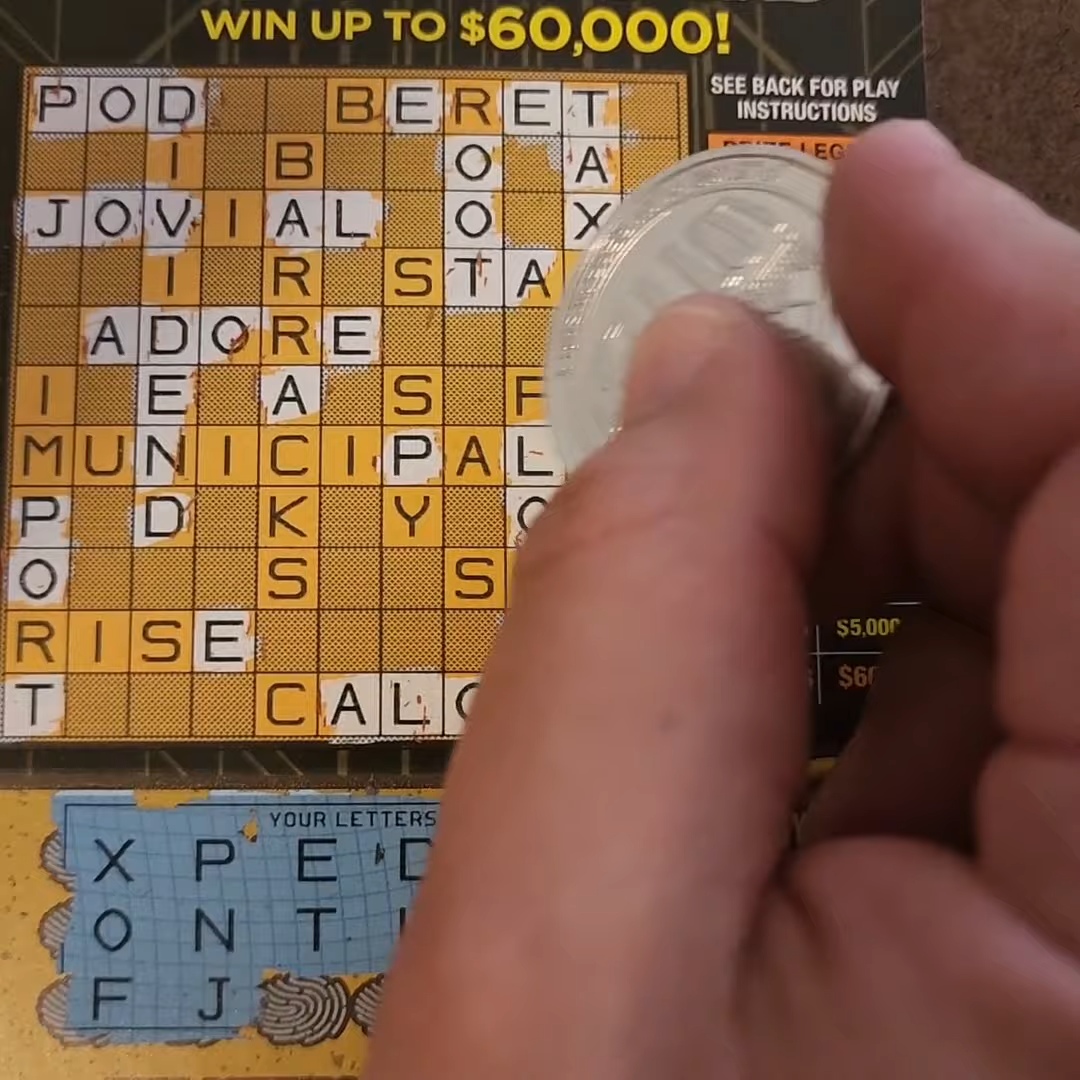 WIN UP TO $60,000!
SEE BACK FOR PLAY
INSTRUCTIONS
POD BERET
I B O A
JOVIAL O X
I R STA
ADORE
I E A S F
MUNICIPAL
P D K Y
O S S
RISE
T CAL
$5,000
YOUR LETTERS
X P E D
O N T
F J